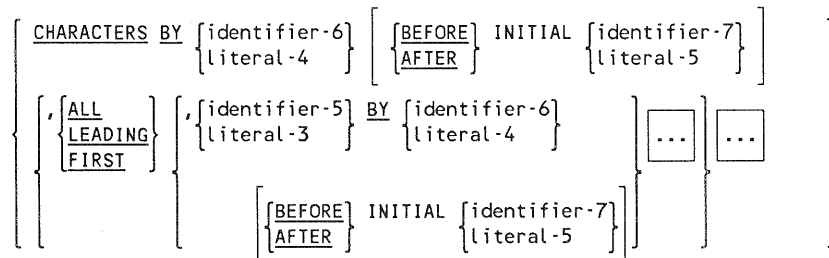 CHARACTERS BY {identifier-6 literal-4} [{BEFORE AFTER} INITIAL {identifier-7 literal-5}]
{,{ALL LEADING FIRST} {,{identifier-5 literal-3} BY {identifier-6 literal-4}
[{BEFORE AFTER} INITIAL {identifier-7 literal-5}]} ...} ...